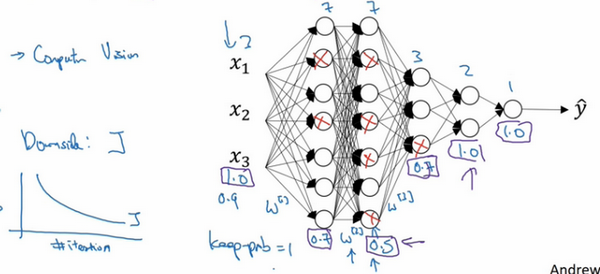 → Computer Vision
Downside: J
J
#iteration
↓ 3
7
7
3
2
1
x₁
x₂
x₃
ŷ
1.0
0.9
W[1]
0.7
W[2]
0.5 ←
W[3]
0.7
1.0
1.0
keep-prob = 1
Andrew